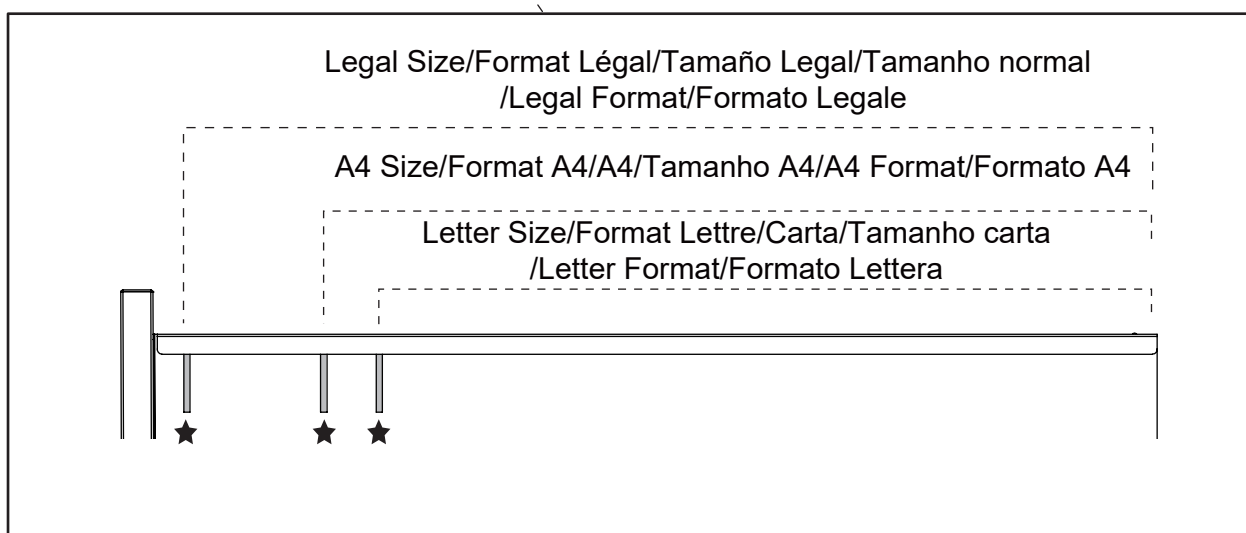 Legal Size/Format Légal/Tamaño Legal/Tamanho normal
/Legal Format/Formato Legale
A4 Size/Format A4/A4/Tamanho A4/A4 Format/Formato A4
Letter Size/Format Lettre/Carta/Tamanho carta
/Letter Format/Formato Lettera